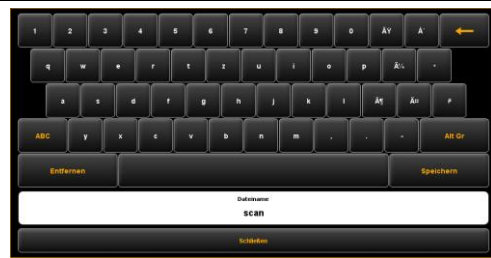 1 2 3 4 5 6 7 8 9 0 ÃŸ Â´ ←
q w e r t z u i o p Ã¼ +
a s d f g h j k l Ã¶ Ã¤ #
ABC y x c v b n m , . - Alt Gr
Entfernen Speichern
Dateiname
scan
Schließen